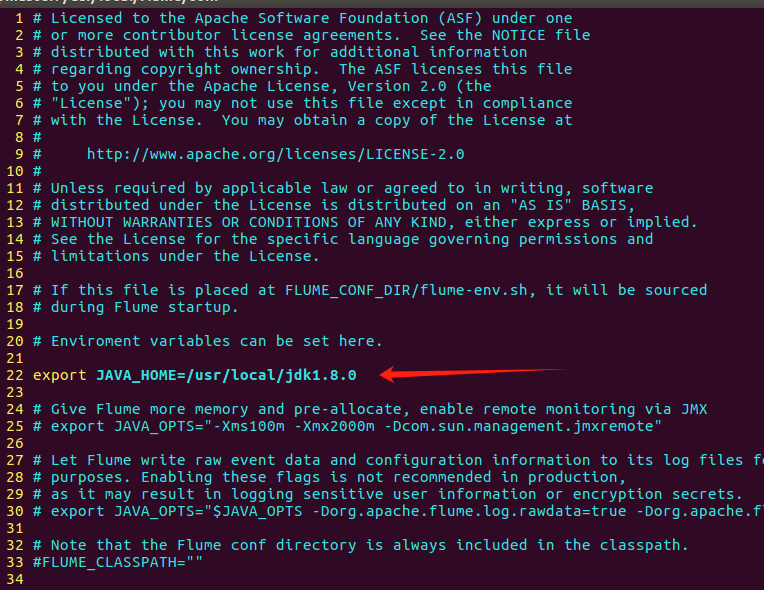 1 # Licensed to the Apache Software Foundation (ASF) under one
2 # or more contributor license agreements.  See the NOTICE file
3 # distributed with this work for additional information
4 # regarding copyright ownership.  The ASF licenses this file
5 # to you under the Apache License, Version 2.0 (the
6 # "License"); you may not use this file except in compliance
7 # with the License.  You may obtain a copy of the License at
8 #
9 #     http://www.apache.org/licenses/LICENSE-2.0
10 #
11 # Unless required by applicable law or agreed to in writing, software
12 # distributed under the License is distributed on an "AS IS" BASIS,
13 # WITHOUT WARRANTIES OR CONDITIONS OF ANY KIND, either express or implied.
14 # See the License for the specific language governing permissions and
15 # limitations under the License.
16
17 # If this file is placed at FLUME_CONF_DIR/flume-env.sh, it will be sourced
18 # during Flume startup.
19
20 # Enviroment variables can be set here.
21
22 export JAVA_HOME=/usr/local/jdk1.8.0
23
24 # Give Flume more memory and pre-allocate, enable remote monitoring via JMX
25 # export JAVA_OPTS="-Xms100m -Xmx2000m -Dcom.sun.management.jmxremote"
26
27 # Let Flume write raw event data and configuration information to its log files f
28 # purposes. Enabling these flags is not recommended in production,
29 # as it may result in logging sensitive user information or encryption secrets.
30 # export JAVA_OPTS="$JAVA_OPTS -Dorg.apache.flume.log.rawdata=true -Dorg.apache.f
31
32 # Note that the Flume conf directory is always included in the classpath.
33 #FLUME_CLASSPATH=""
34